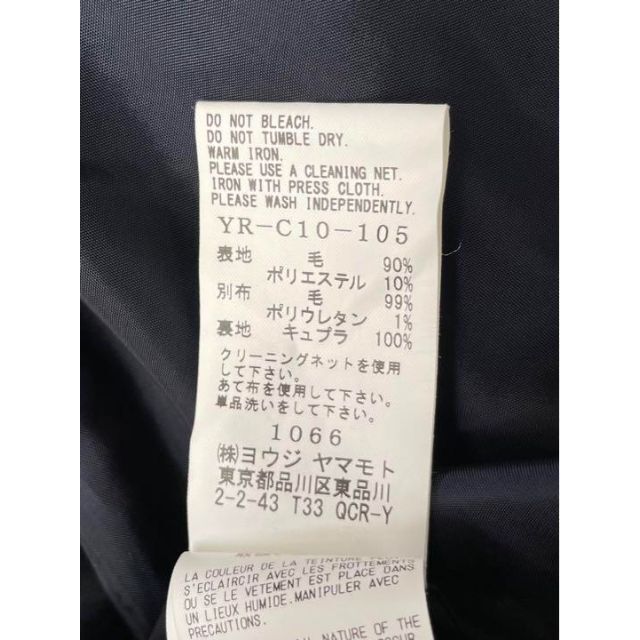 DO NOT BLEACH.
DO NOT TUMBLE DRY.
WARM IRON.
PLEASE USE A CLEANING NET.
IRON WITH PRESS CLOTH.
PLEASE WASH INDEPENDENTLY.
YR-C10-105
表地 毛 90%
ポリエステル 10%
別布 毛 99%
ポリウレタン 1%
裏地 キュプラ 100%
クリーニングネットを使用
して下さい。
あて布を使用して下さい。
単品洗いをして下さい。
1066
㈱ヨウジ ヤマモト
東京都品川区東品川
2-2-43 T33 QCR-Y
LA COULEUR DE LA TEINTURE
S'ECLAIRCIR AVEC LES FROTTEMENTS
OU SE LE VETEMENT EST PLACE DANS
UN LIEUX HUMIDE.MANIPULER AVEC
PRECAUTIONS.
NATURE OF THE
OCCUR